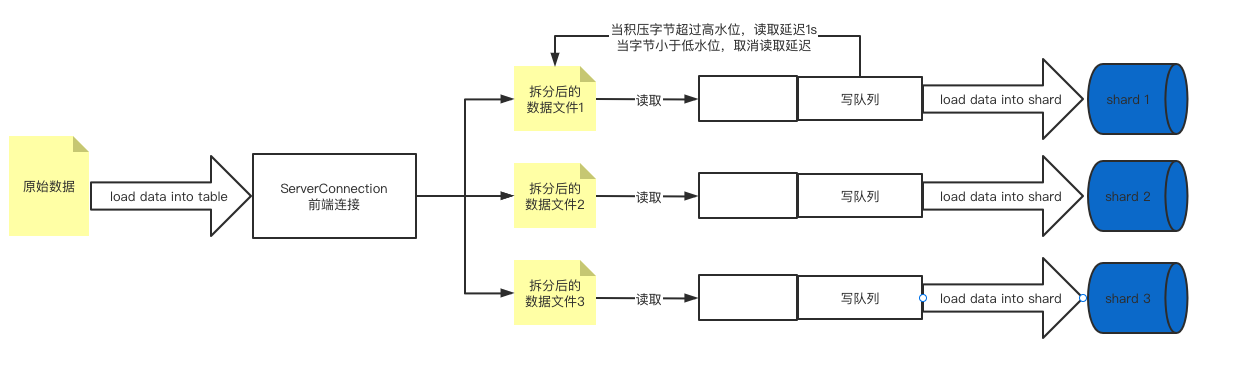 当积压字节超过高水位，读取延迟1s
当字节小于低水位，取消读取延迟
原始数据
load data into table
ServerConnection
前端连接
拆分后的
数据文件1
读取
写队列
load data into shard
shard 1
拆分后的
数据文件2
读取
写队列
load data into shard
shard 2
拆分后的
数据文件3
读取
写队列
load data into shard
shard 3